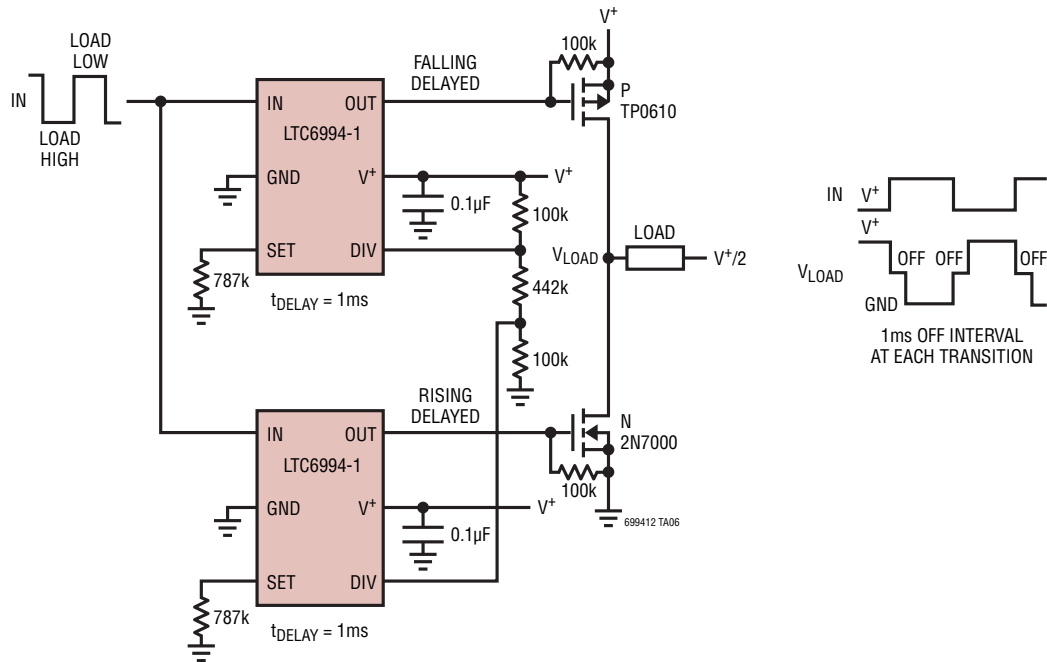 LOAD
LOW
IN
LOAD
HIGH
IN
OUT
LTC6994-1
GND
V+
SET
DIV
787k
tDELAY = 1ms
FALLING
DELAYED
0.1µF
V+
100k
442k
100k
V+
100k
P
TP0610
VLOAD
LOAD
V+/2
IN
OUT
LTC6994-1
GND
V+
SET
DIV
787k
tDELAY = 1ms
RISING
DELAYED
0.1µF
V+
N
2N7000
100k
699412 TA06
IN
V+
V+
VLOAD
OFF
OFF
OFF
GND
1ms OFF INTERVAL
AT EACH TRANSITION